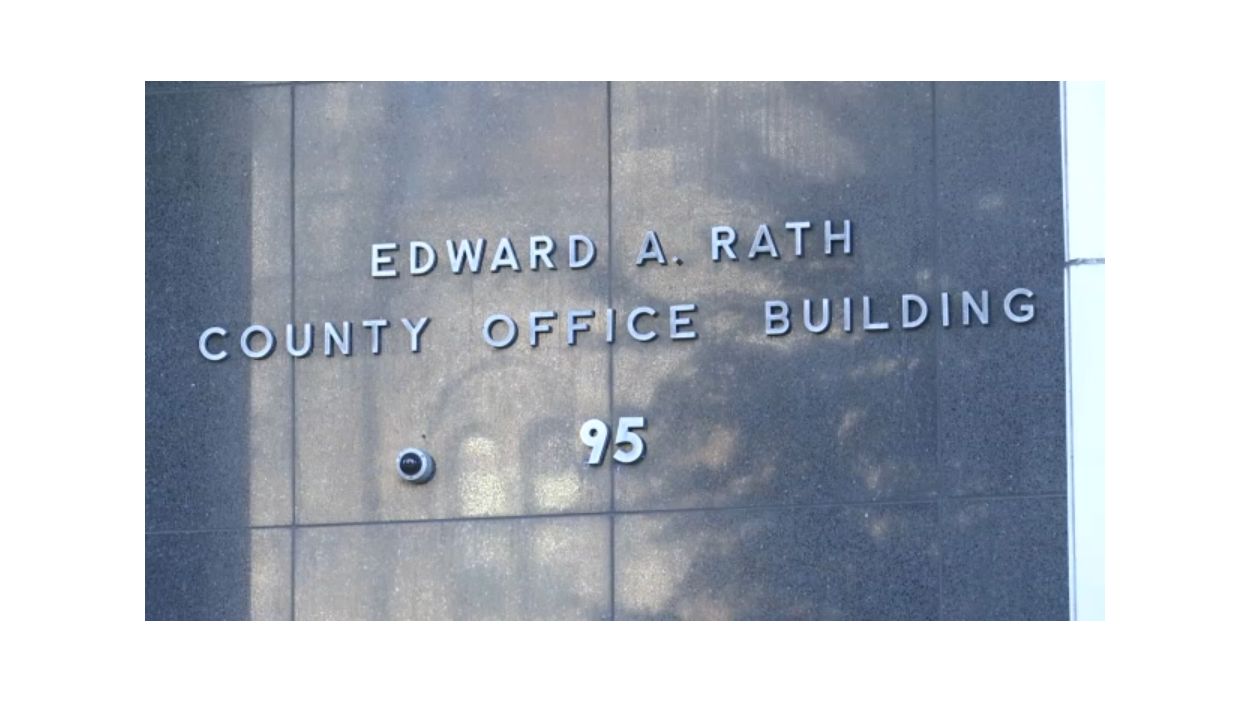 EDWARD A. RATH
COUNTY OFFICE BUILDING
95